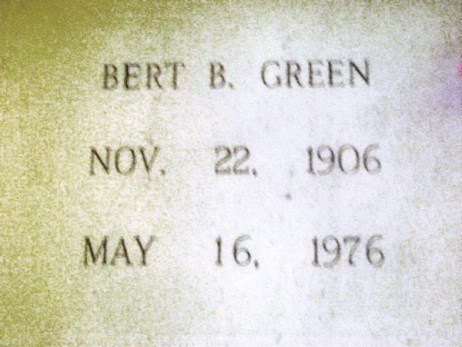 BERT B. GREEN
NOV. 22, 1906
MAY 16, 1976